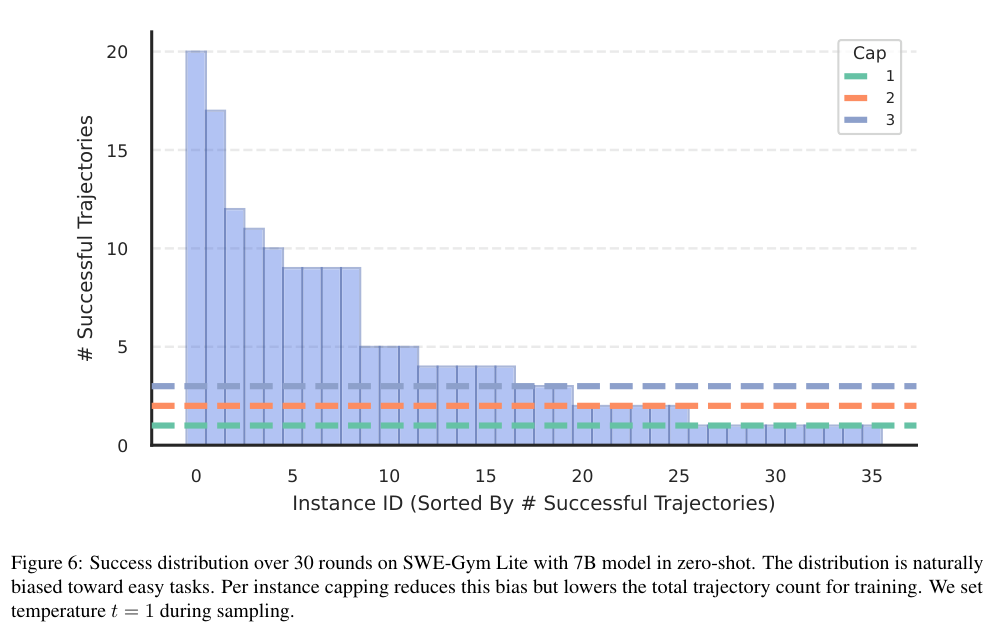 20
15
10
5
0
# Successful Trajectories
Cap
1
2
3
0 5 10 15 20 25 30 35
Instance ID (Sorted By # Successful Trajectories)
Figure 6: Success distribution over 30 rounds on SWE-Gym Lite with 7B model in zero-shot. The distribution is naturally
biased toward easy tasks. Per instance capping reduces this bias but lowers the total trajectory count for training. We set
temperature t = 1 during sampling.